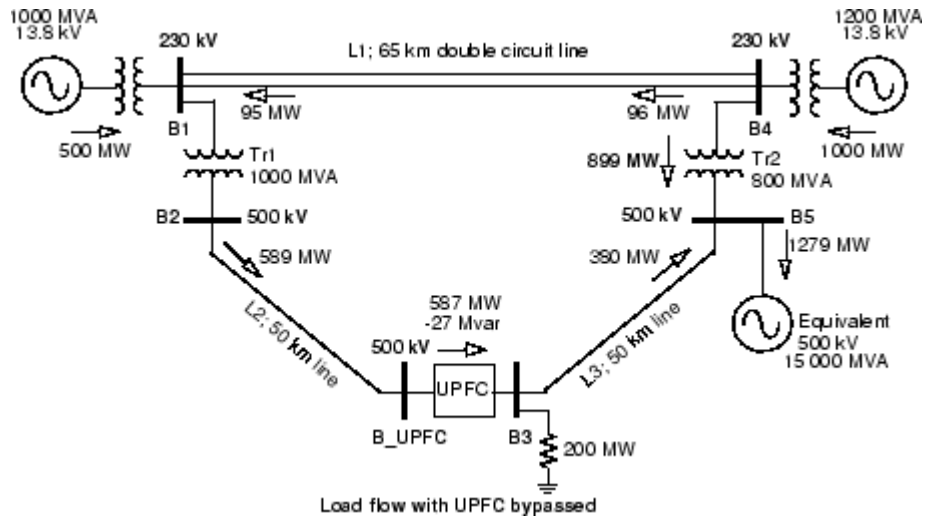 1000 MVA
13.8 kV
1200 MVA
13.8 kV
230 kV
L1; 65 km double circuit line
230 kV
95 MW
96 MW
B1
B4
500 MW
899 MW
1000 MW
Tr1
1000 MVA
Tr2
800 MVA
B2
500 kV
500 kV
B5
589 MW
380 MW
1279 MW
L2; 50 km line
587 MW
-27 Mvar
500 kV
L3; 50 km line
Equivalent
500 kV
15 000 MVA
UPFC
B_UPFC
B3
200 MW
Load flow with UPFC bypassed